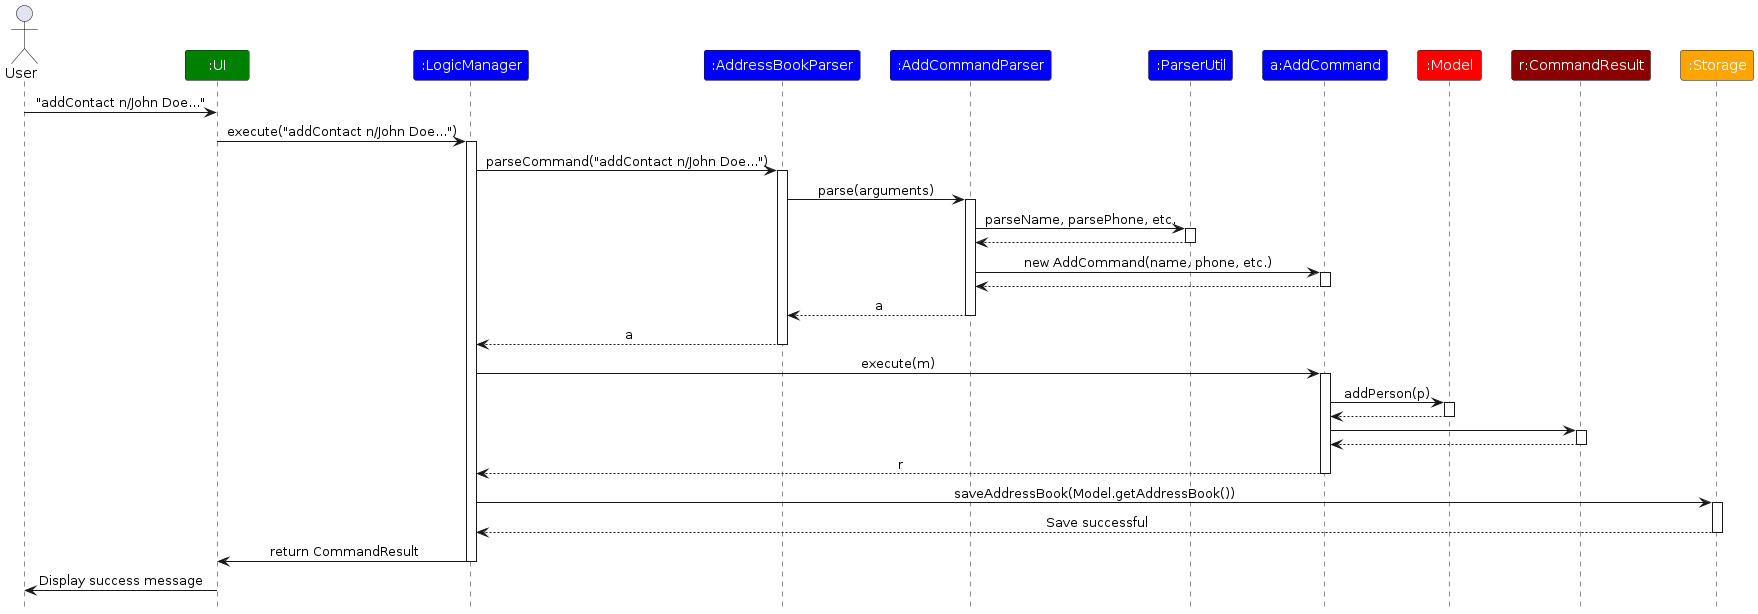 User
:UI
:LogicManager
:AddressBookParser
:AddCommandParser
:ParserUtil
a:AddCommand
:Model
r:CommandResult
:Storage
"addContact n/John Doe..."
execute("addContact n/John Doe...")
parseCommand("addContact n/John Doe...")
parse(arguments)
parseName, parsePhone, etc.
new AddCommand(name, phone, etc.)
a
a
execute(m)
addPerson(p)
r
saveAddressBook(Model.getAddressBook())
Save successful
return CommandResult
Display success message